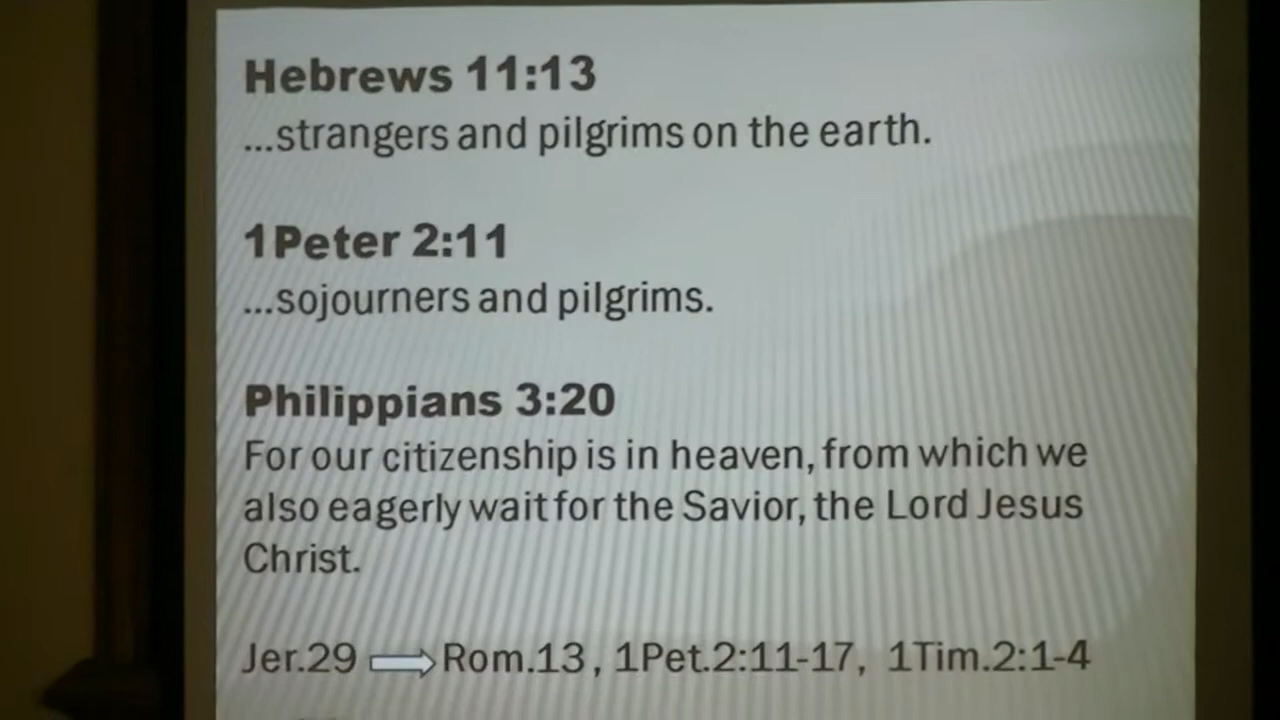 Hebrews 11:13
...strangers and pilgrims on the earth.
1Peter 2:11
...sojourners and pilgrims.
Philippians 3:20
For our citizenship is in heaven, from which we
also eagerly wait for the Savior, the Lord Jesus
Christ.
Jer.29 Rom.13, 1Pet.2:11-17, 1Tim.2:1-4